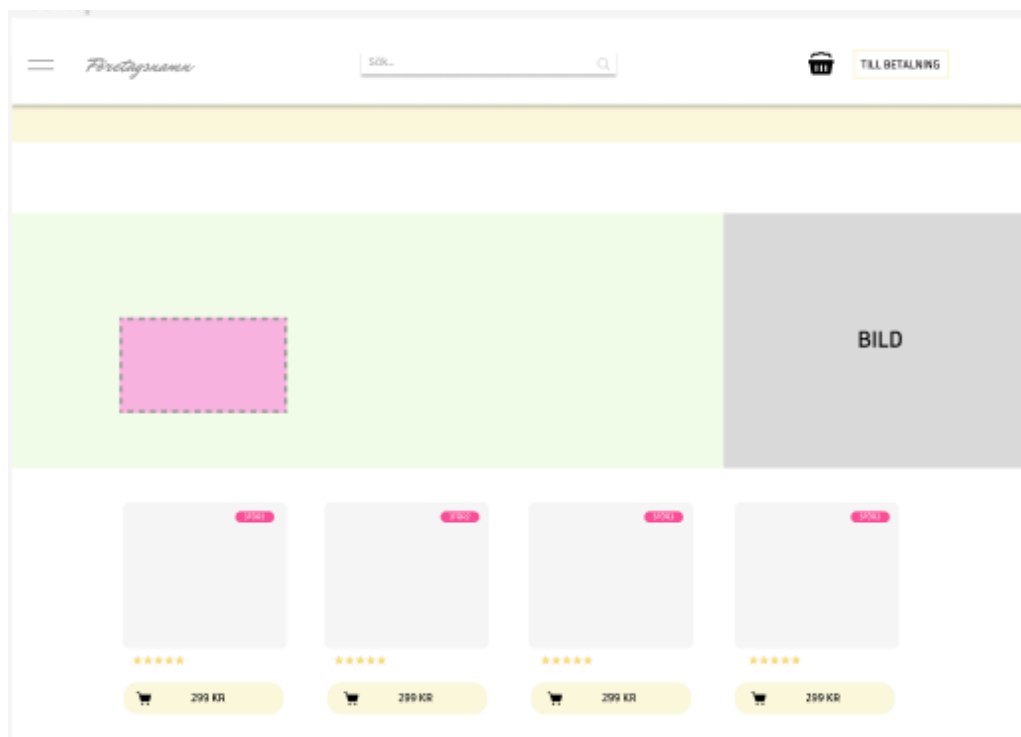 Företagsnamn
Sök...
TILL BETALNING
BILD
299 KR
299 KR
299 KR
299 KR